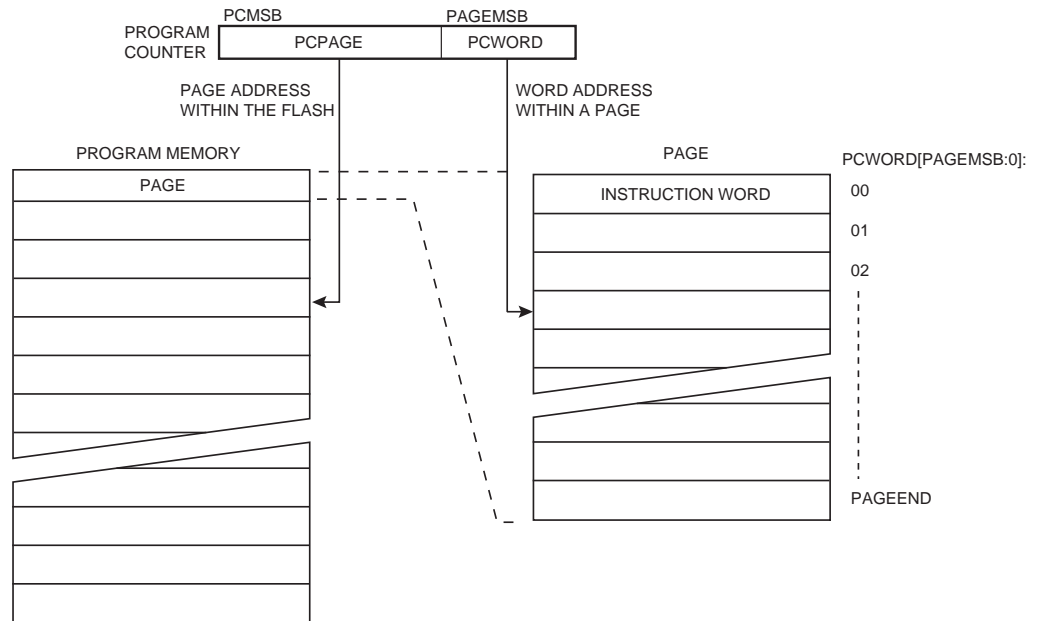 PCMSB
PAGEMSB
PROGRAM
COUNTER
PCPAGE
PCWORD
PAGE ADDRESS
WITHIN THE FLASH
WORD ADDRESS
WITHIN A PAGE
PROGRAM MEMORY
PAGE
PAGE
PCWORD[PAGEMSB:0]:
INSTRUCTION WORD
00
01
02
PAGEEND